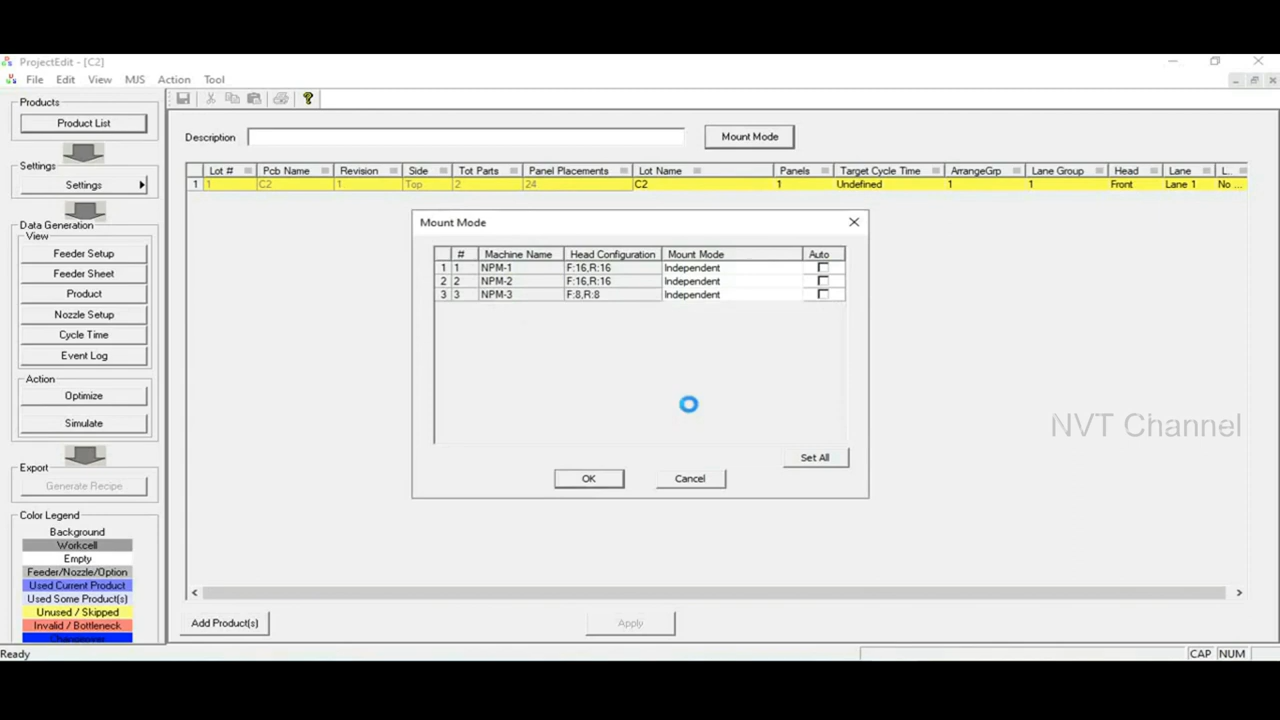 ProjectEdit - [C2]
File Edit View MJS Action Tool
Products
Product List
Settings
Settings
Data Generation
View
Feeder Setup
Feeder Sheet
Product
Nozzle Setup
Cycle Time
Event Log
Action
Optimize
Simulate
Export
Generate Recipe
Color Legend
Background
Workcell
Empty
Feeder/Nozzle/Option
Used Current Product
Used Some Product(s)
Unused / Skipped
Invalid / Bottleneck
Changeover
Description
Mount Mode
Lot # Pcb Name Revision Side Tot Parts Panel Placements Lot Name Panels Target Cycle Time ArrangeGrp Lane Group Head Lane L..
1 1 C2 1 Top 2 24 C2 1 Undefined 1 1 Front Lane 1 No ...
Mount Mode
# Machine Name Head Configuration Mount Mode Auto
1 1 NPM-1 F:16,R:16 Independent
2 2 NPM-2 F:16,R:16 Independent
3 3 NPM-3 F:8,R:8 Independent
Set All
OK Cancel
NVT Channel
Add Product(s) Apply
Ready CAP NUM